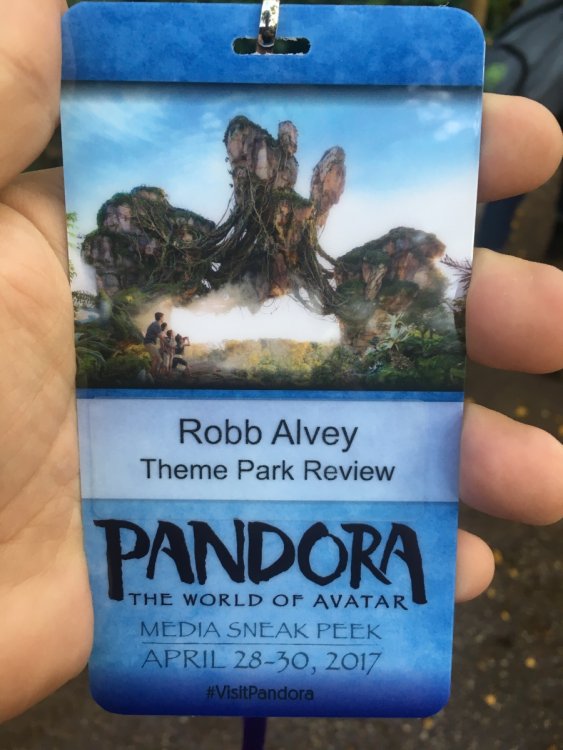 Robb Alvey
Theme Park Review
PANDORA
THE WORLD OF AVATAR
MEDIA SNEAK PEEK
APRIL 28-30, 2017
#VisitPandora